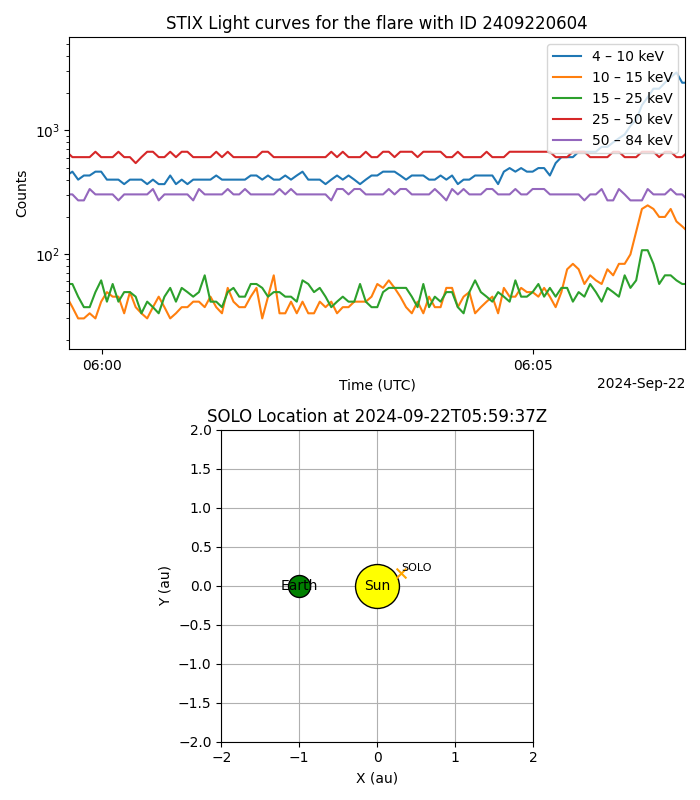 STIX Light curves for the flare with ID 2409220604
4 – 10 keV
10 – 15 keV
15 – 25 keV
25 – 50 keV
50 – 84 keV
10³
10²
Counts
06:00
06:05
Time (UTC)
2024-Sep-22
SOLO Location at 2024-09-22T05:59:37Z
2.0
1.5
1.0
0.5
0.0
−0.5
−1.0
−1.5
−2.0
Y (au)
Earth
Sun
SOLO
−2
−1
0
1
2
X (au)